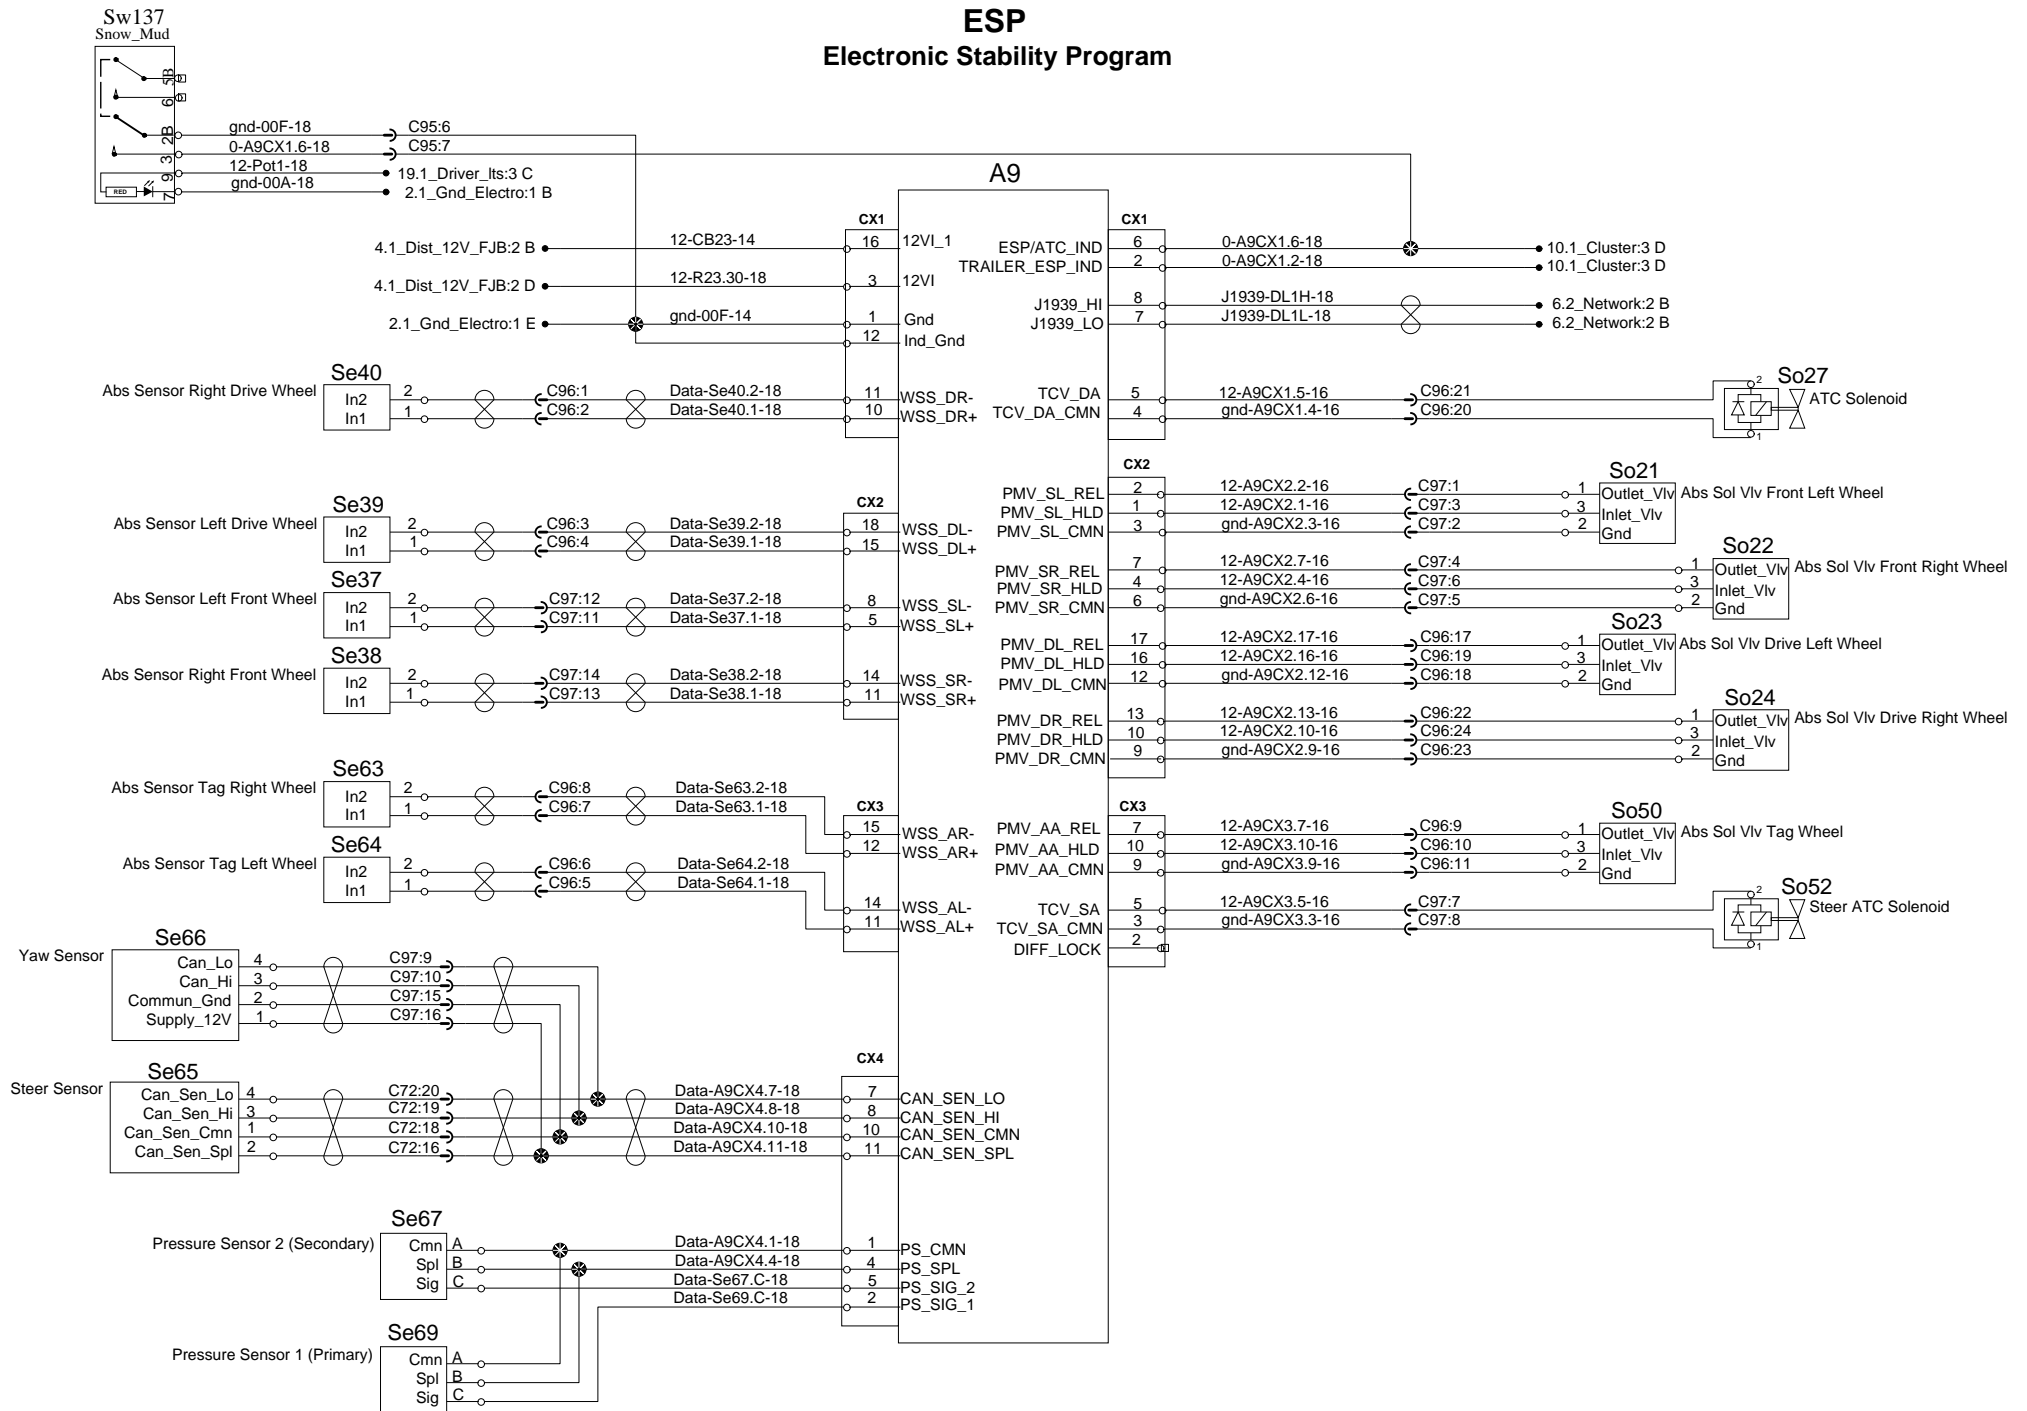 ESP
Electronic Stability Program
Sw137
Snow_Mud
5B
6
2B
3
9
7
RED
gnd-00F-18
C95:6
0-A9CX1.6-18
C95:7
12-Pot1-18
19.1_Driver_lts:3 C
gnd-00A-18
2.1_Gnd_Electro:1 B
A9
CX1
4.1_Dist_12V_FJB:2 B
12-CB23-14
16
12VI_1
4.1_Dist_12V_FJB:2 D
12-R23.30-18
3
12VI
2.1_Gnd_Electro:1 E
gnd-00F-14
1
Gnd
12
Ind_Gnd
Abs Sensor Right Drive Wheel
Se40
In2
2
C96:1
Data-Se40.2-18
11
WSS_DR-
In1
1
C96:2
Data-Se40.1-18
10
WSS_DR+
CX2
Abs Sensor Left Drive Wheel
Se39
In2
2
C96:3
Data-Se39.2-18
18
WSS_DL-
In1
1
C96:4
Data-Se39.1-18
15
WSS_DL+
Abs Sensor Left Front Wheel
Se37
In2
2
C97:12
Data-Se37.2-18
8
WSS_SL-
In1
1
C97:11
Data-Se37.1-18
5
WSS_SL+
Abs Sensor Right Front Wheel
Se38
In2
2
C97:14
Data-Se38.2-18
14
WSS_SR-
In1
1
C97:13
Data-Se38.1-18
11
WSS_SR+
CX3
Abs Sensor Tag Right Wheel
Se63
In2
2
C96:8
Data-Se63.2-18
15
WSS_AR-
In1
1
C96:7
Data-Se63.1-18
12
WSS_AR+
Abs Sensor Tag Left Wheel
Se64
In2
2
C96:6
Data-Se64.2-18
14
WSS_AL-
In1
1
C96:5
Data-Se64.1-18
11
WSS_AL+
Yaw Sensor
Se66
Can_Lo
4
C97:9
Can_Hi
3
C97:10
Commun_Gnd
2
C97:15
Supply_12V
1
C97:16
CX4
Steer Sensor
Se65
Can_Sen_Lo
4
C72:20
Data-A9CX4.7-18
7
CAN_SEN_LO
Can_Sen_Hi
3
C72:19
Data-A9CX4.8-18
8
CAN_SEN_HI
Can_Sen_Cmn
1
C72:18
Data-A9CX4.10-18
10
CAN_SEN_CMN
Can_Sen_Spl
2
C72:16
Data-A9CX4.11-18
11
CAN_SEN_SPL
Pressure Sensor 2 (Secondary)
Se67
Cmn
A
Data-A9CX4.1-18
1
PS_CMN
Spl
B
Data-A9CX4.4-18
4
PS_SPL
Sig
C
Data-Se67.C-18
5
PS_SIG_2
Data-Se69.C-18
2
PS_SIG_1
Pressure Sensor 1 (Primary)
Se69
Cmn
A
Spl
B
Sig
C
CX1
ESP/ATC_IND
6
0-A9CX1.6-18
10.1_Cluster:3 D
TRAILER_ESP_IND
2
0-A9CX1.2-18
10.1_Cluster:3 D
J1939_HI
8
J1939-DL1H-18
6.2_Network:2 B
J1939_LO
7
J1939-DL1L-18
6.2_Network:2 B
TCV_DA
5
12-A9CX1.5-16
C96:21
TCV_DA_CMN
4
gnd-A9CX1.4-16
C96:20
So27
2
1
ATC Solenoid
CX2
PMV_SL_REL
2
12-A9CX2.2-16
C97:1
1
Outlet_Vlv
PMV_SL_HLD
1
12-A9CX2.1-16
C97:3
3
Inlet_Vlv
PMV_SL_CMN
3
gnd-A9CX2.3-16
C97:2
2
Gnd
So21
Abs Sol Vlv Front Left Wheel
PMV_SR_REL
7
12-A9CX2.7-16
C97:4
1
Outlet_Vlv
PMV_SR_HLD
4
12-A9CX2.4-16
C97:6
3
Inlet_Vlv
PMV_SR_CMN
6
gnd-A9CX2.6-16
C97:5
2
Gnd
So22
Abs Sol Vlv Front Right Wheel
PMV_DL_REL
17
12-A9CX2.17-16
C96:17
1
Outlet_Vlv
PMV_DL_HLD
16
12-A9CX2.16-16
C96:19
3
Inlet_Vlv
PMV_DL_CMN
12
gnd-A9CX2.12-16
C96:18
2
Gnd
So23
Abs Sol Vlv Drive Left Wheel
PMV_DR_REL
13
12-A9CX2.13-16
C96:22
1
Outlet_Vlv
PMV_DR_HLD
10
12-A9CX2.10-16
C96:24
3
Inlet_Vlv
PMV_DR_CMN
9
gnd-A9CX2.9-16
C96:23
2
Gnd
So24
Abs Sol Vlv Drive Right Wheel
CX3
PMV_AA_REL
7
12-A9CX3.7-16
C96:9
1
Outlet_Vlv
PMV_AA_HLD
10
12-A9CX3.10-16
C96:10
3
Inlet_Vlv
PMV_AA_CMN
9
gnd-A9CX3.9-16
C96:11
2
Gnd
So50
Abs Sol Vlv Tag Wheel
TCV_SA
5
12-A9CX3.5-16
C97:7
TCV_SA_CMN
3
gnd-A9CX3.3-16
C97:8
DIFF_LOCK
2
So52
2
1
Steer ATC Solenoid